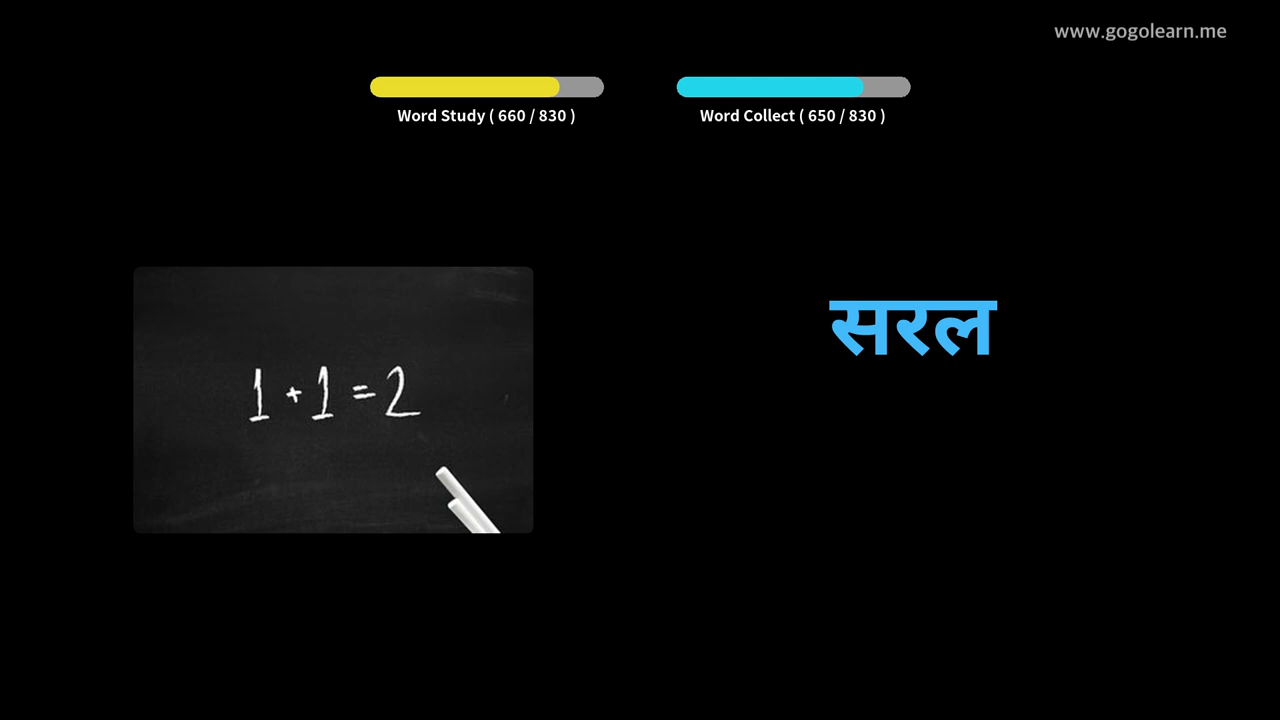 www.gogolearn.me
Word Study ( 660 / 830 )
Word Collect ( 650 / 830 )
सरल
1 + 1 = 2